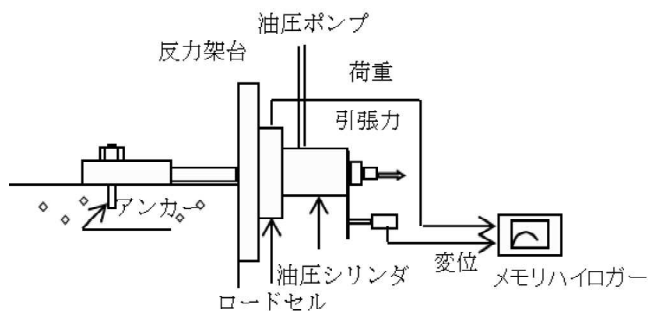 油圧ポンプ
反力架台
荷重
引張力
アンカー
油圧シリンダ
変位
メモリハイロガー
ロードセル